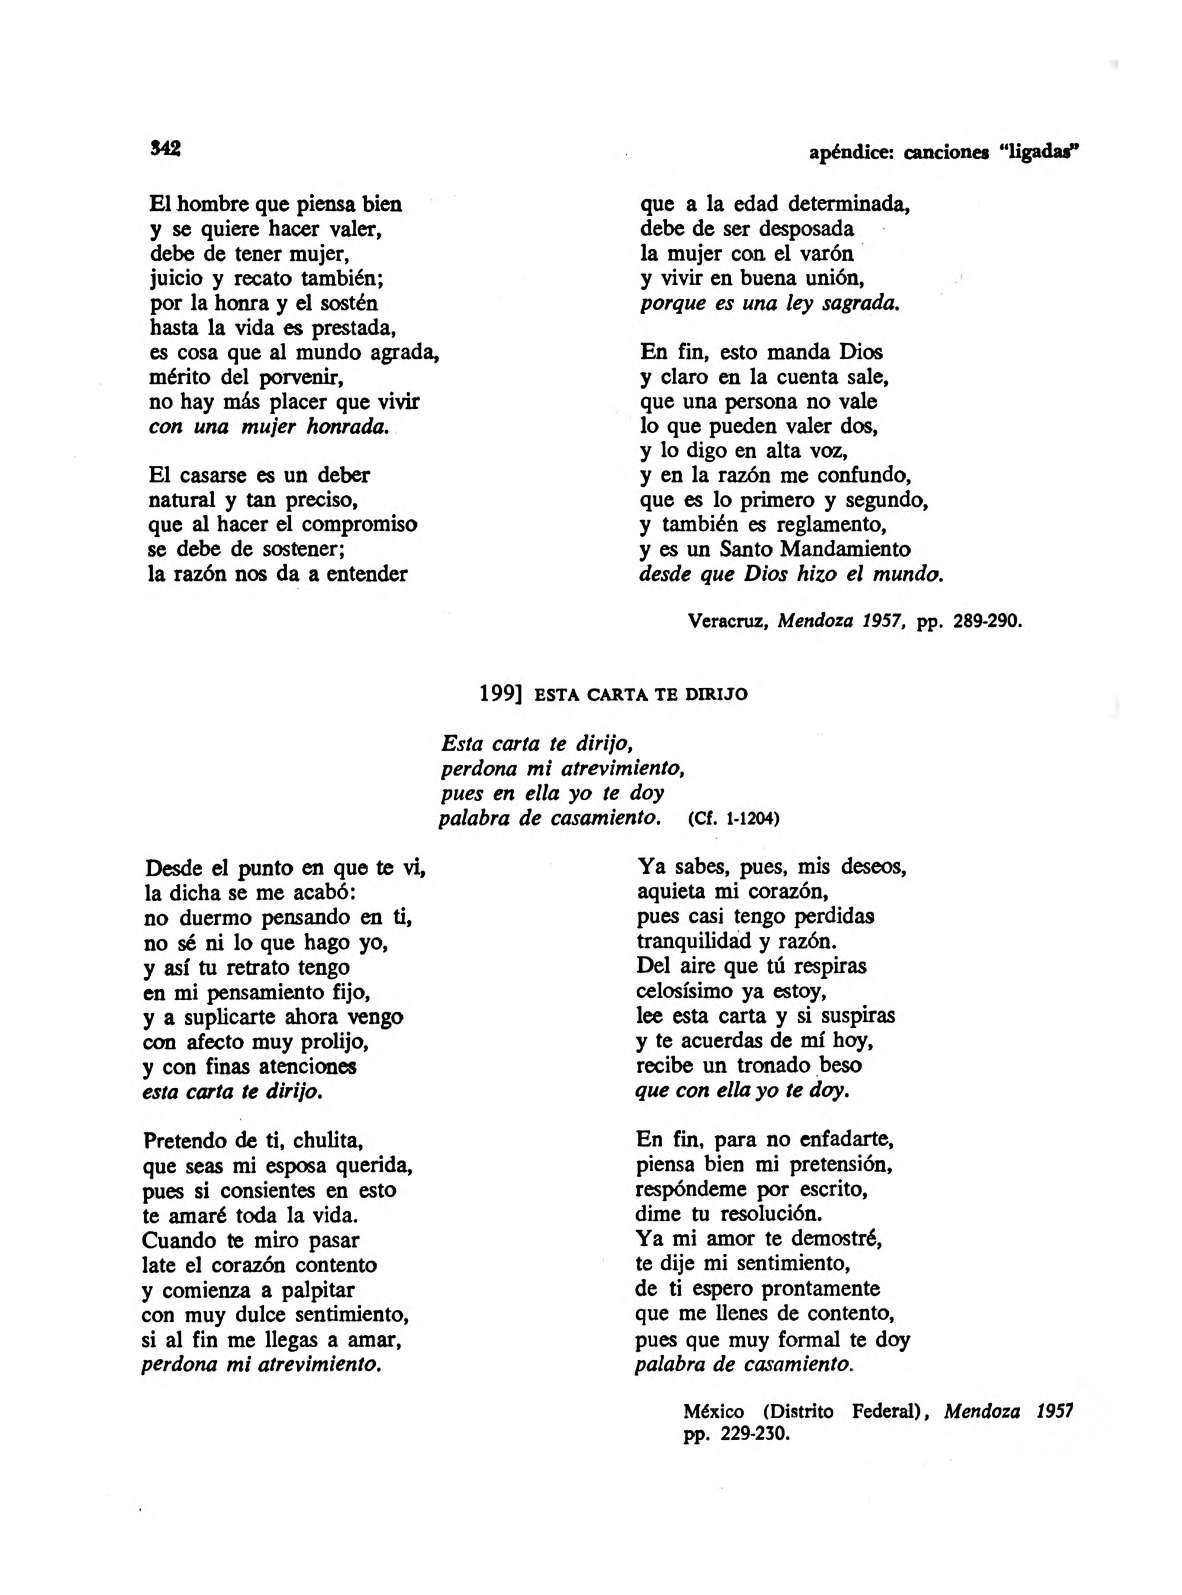 342
apéndice: canciones "ligadas"
El hombre que piensa bien
y se quiere hacer valer,
debe de tener mujer,
juicio y recato también;
por la honra y el sostén
hasta la vida es prestada,
es cosa que al mundo agrada,
mérito del porvenir,
no hay más placer que vivir
con una mujer honrada.
El casarse es un deber
natural y tan preciso,
que al hacer el compromiso
se debe de sostener;
la razón nos da a entender
que a la edad determinada,
debe de ser desposada
la mujer con el varón
y vivir en buena unión,
porque es una ley sagrada.
En fin, esto manda Dios
y claro en la cuenta sale,
que una persona no vale
lo que pueden valer dos,
y lo digo en alta voz,
y en la razón me confundo,
que es lo primero y segundo,
y también es reglamento,
y es un Santo Mandamiento
desde que Dios hizo el mundo.
Veracruz, Mendoza 1957, pp. 289-290.
199] ESTA CARTA TE DIRIJO
Esta carta te dirijo,
perdona mi atrevimiento,
pues en ella yo te doy
palabra de casamiento. (Cf. 1-1204)
Desde el punto en que te vi,
la dicha se me acabó:
no duermo pensando en ti,
no sé ni lo que hago yo,
y así tu retrato tengo
en mi pensamiento fijo,
y a suplicarte ahora vengo
con afecto muy prolijo,
y con finas atenciones
esta carta te dirijo.
Pretendo de ti, chulita,
que seas mi esposa querida,
pues si consientes en esto
te amaré toda la vida.
Cuando te miro pasar
late el corazón contento
y comienza a palpitar
con muy dulce sentimiento,
si al fin me llegas a amar,
perdona mi atrevimiento.
Ya sabes, pues, mis deseos,
aquieta mi corazón,
pues casi tengo perdidas
tranquilidad y razón.
Del aire que tú respiras
celosísimo ya estoy,
lee esta carta y si suspiras
y te acuerdas de mí hoy,
recibe un tronado beso
que con ella yo te doy.
En fin, para no enfadarte,
piensa bien mi pretensión,
respóndeme por escrito,
dime tu resolución.
Ya mi amor te demostré,
te dije mi sentimiento,
de ti espero prontamente
que me llenes de contento,
pues que muy formal te doy
palabra de casamiento.
México (Distrito Federal), Mendoza 1957
pp. 229-230.